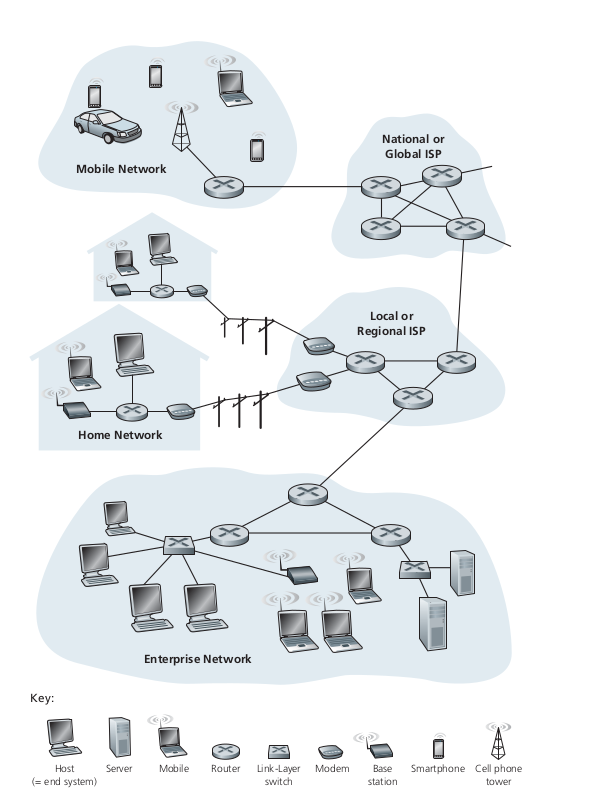 National or
Global ISP
Mobile Network
Local or
Regional ISP
Home Network
Enterprise Network
Key:
Host
(= end system)
Server
Mobile
Router
Link-Layer
switch
Modem
Base
station
Smartphone
Cell phone
tower